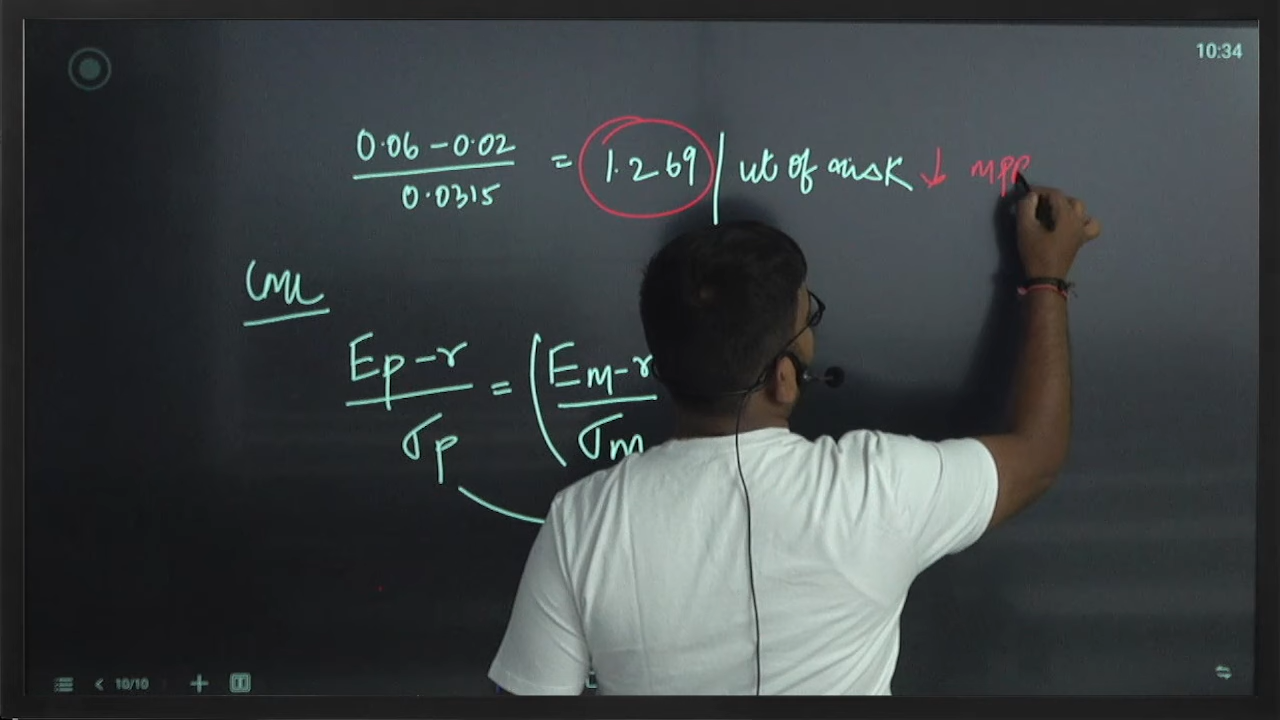 10:34
0.06 - 0.02 / 0.0315 = 1.269 | ut of risk ↓ MPR
CML
Ep - r / σp = ( Em - r / σm
10/10